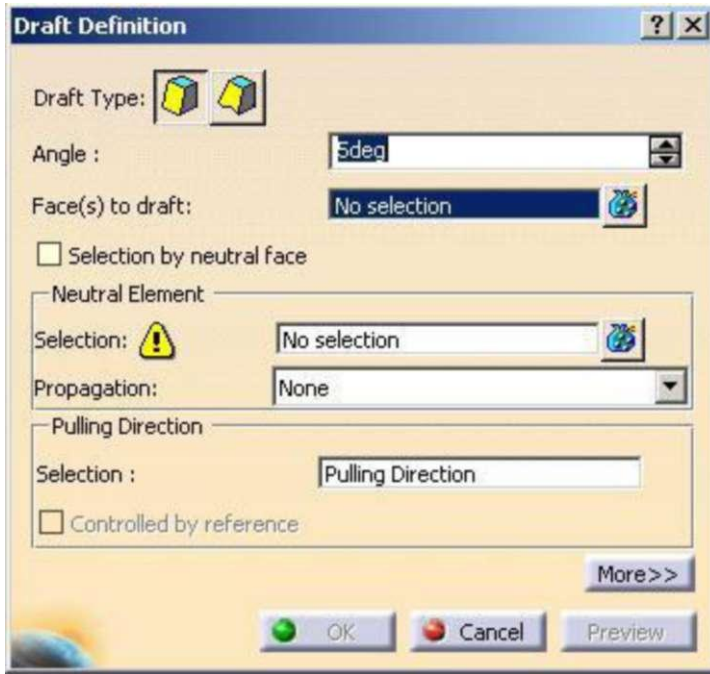 Draft Definition
Draft Type:
Angle :
5deg
Face(s) to draft:
No selection
Selection by neutral face
Neutral Element
Selection:
No selection
Propagation:
None
Pulling Direction
Selection :
Pulling Direction
Controlled by reference
More>>
OK
Cancel
Preview